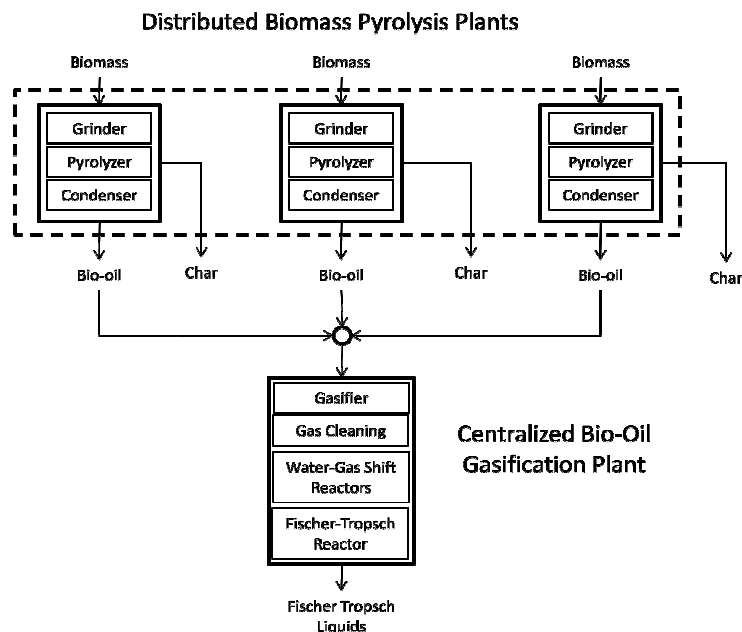 Distributed Biomass Pyrolysis Plants
Biomass Biomass Biomass
Grinder Grinder Grinder
Pyrolyzer Pyrolyzer Pyrolyzer
Condenser Condenser Condenser
Bio-oil Char Bio-oil Char Bio-oil Char
Gasifier
Gas Cleaning
Water-Gas Shift
Reactors
Fischer-Tropsch
Reactor
Centralized Bio-Oil
Gasification Plant
Fischer Tropsch
Liquids